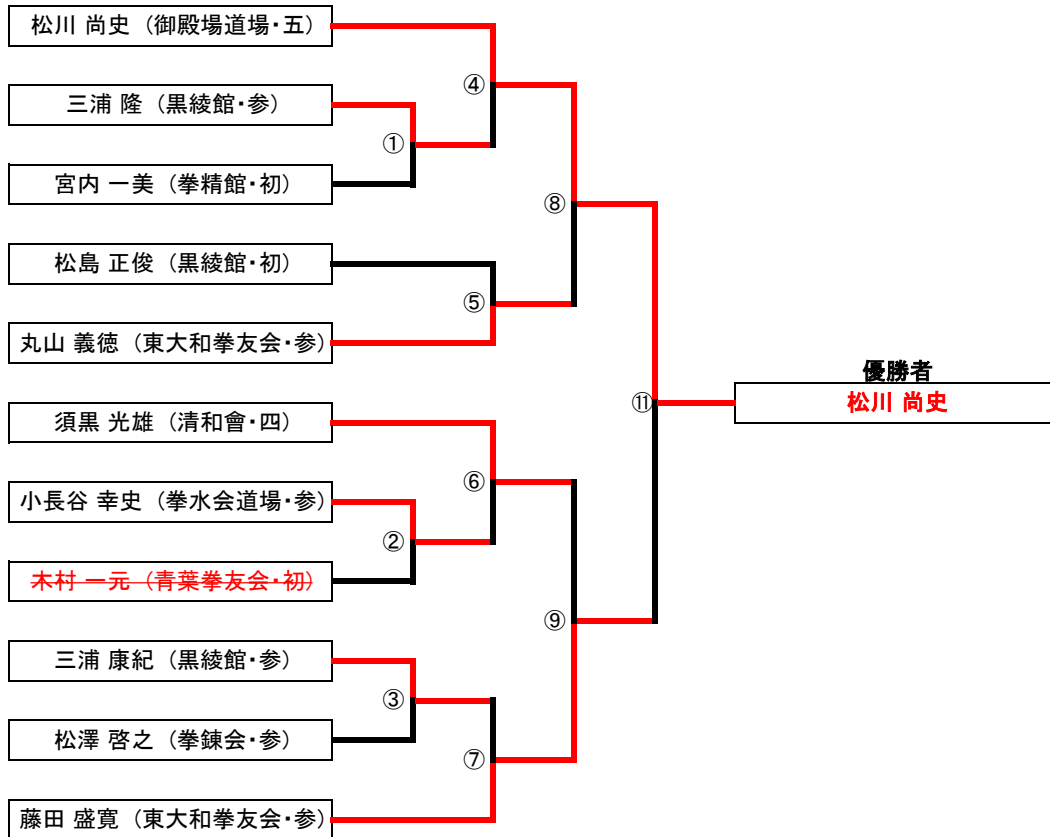 松川 尚史 (御殿場道場・五)
④
三浦 隆 (黒綾館・参)
①
宮内 一美 (拳精館・初)
⑧
松島 正俊 (黒綾館・初)
⑤
丸山 義徳 (東大和拳友会・参)
優勝者
⑪
松川 尚史
須黒 光雄 (清和會・四)
⑥
小長谷 幸史 (拳水会道場・参)
②
木村 一元 (青葉拳友会・初)
⑨
三浦 康紀 (黒綾館・参)
③
松澤 啓之 (拳錬会・参)
⑦
藤田 盛寛 (東大和拳友会・参)